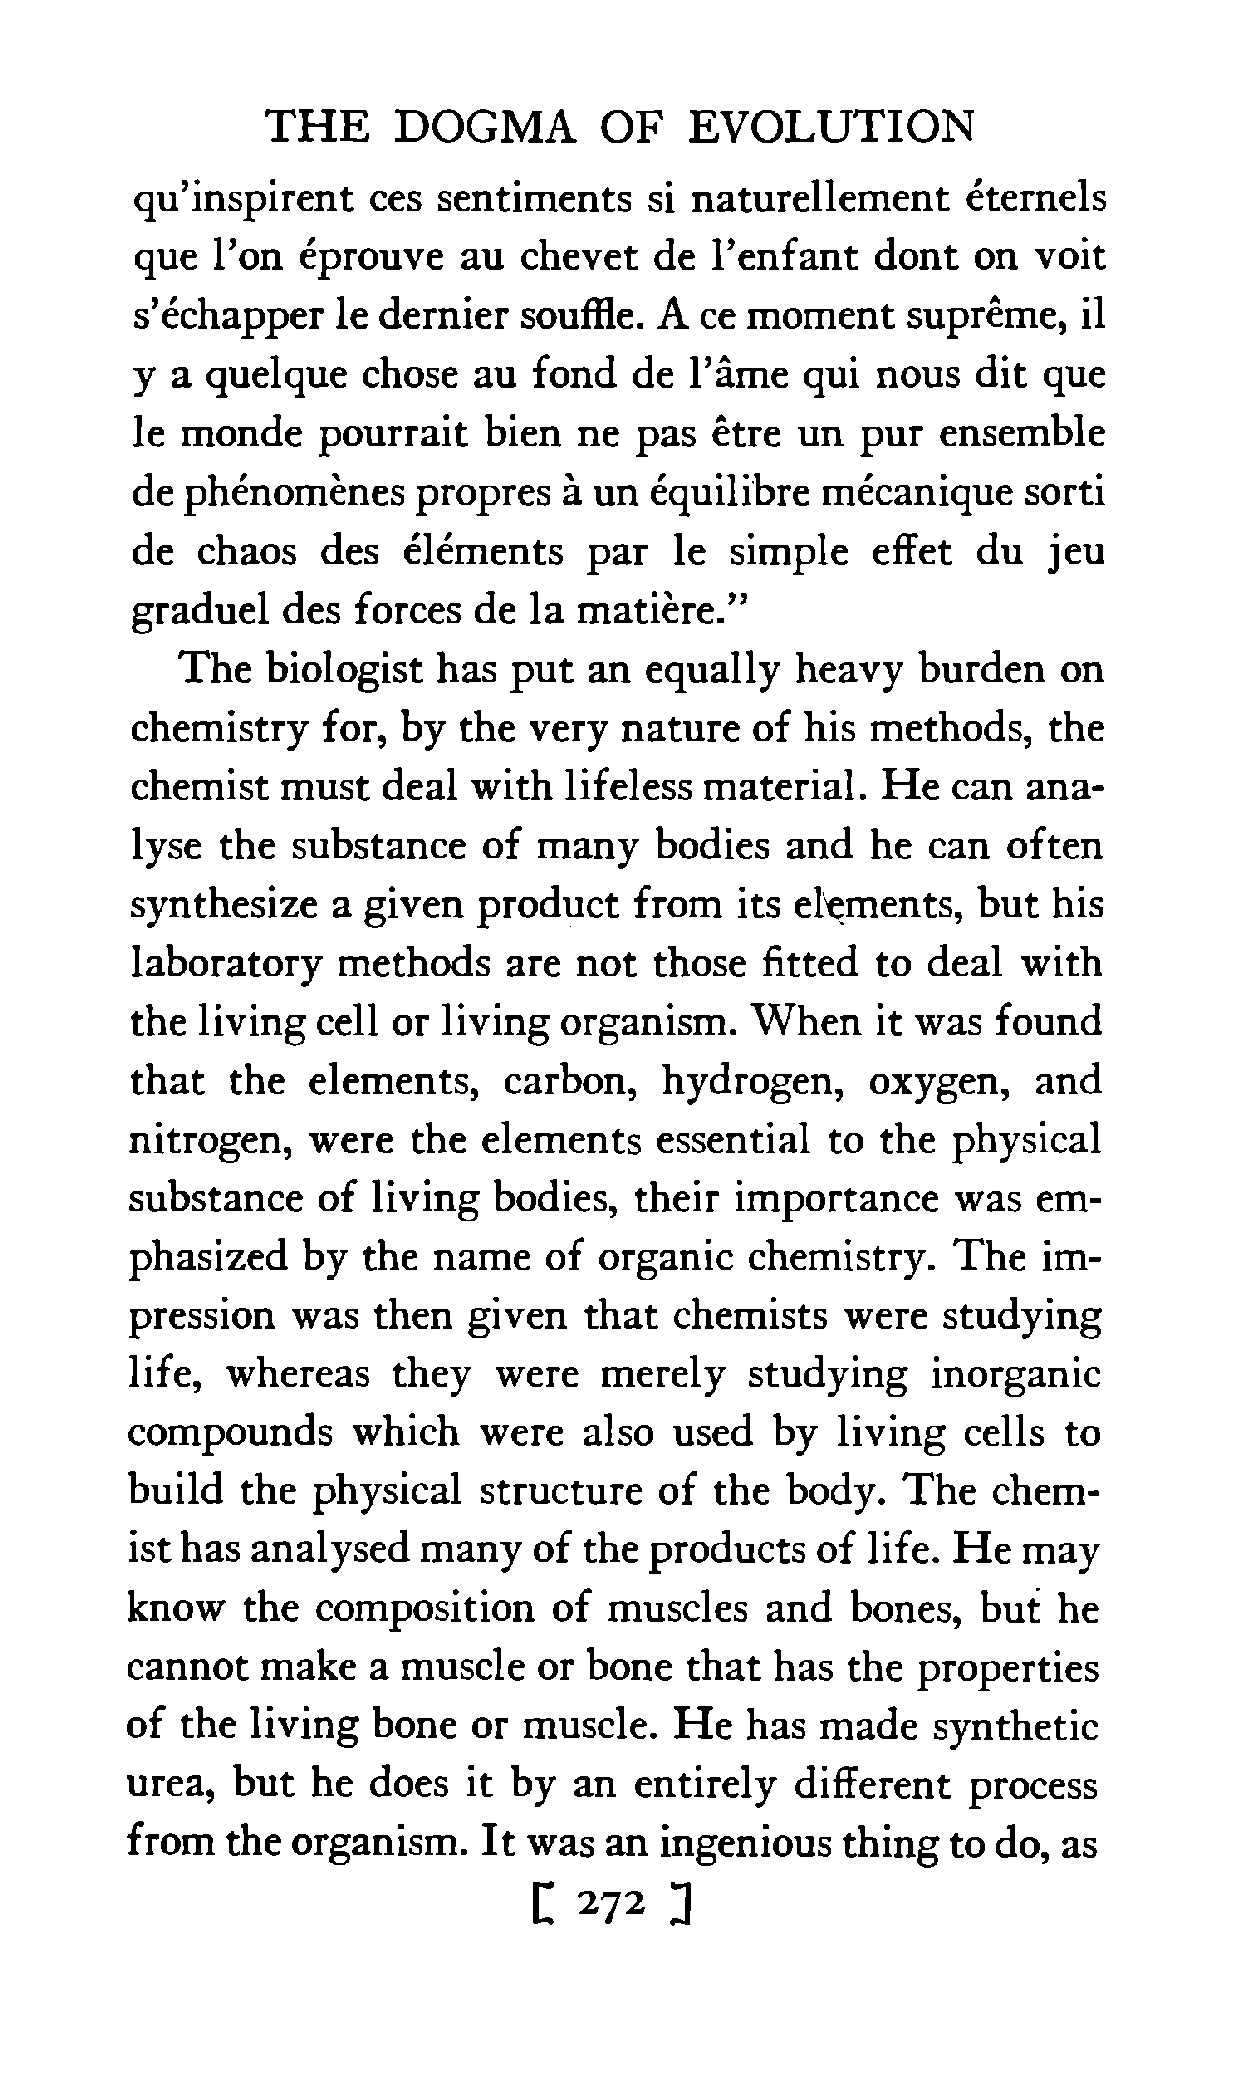 THE DOGMA OF EVOLUTION
qu'inspirent ces sentiments si naturellement éternels
que l'on éprouve au chevet de l'enfant dont on voit
s'échapper le dernier souffle. A ce moment suprême, il
y a quelque chose au fond de l'âme qui nous dit que
le monde pourrait bien ne pas être un pur ensemble
de phénomènes propres à un équilibre mécanique sorti
de chaos des éléments par le simple effet du jeu
graduel des forces de la matière."
The biologist has put an equally heavy burden on
chemistry for, by the very nature of his methods, the
chemist must deal with lifeless material. He can ana-
lyse the substance of many bodies and he can often
synthesize a given product from its elements, but his
laboratory methods are not those fitted to deal with
the living cell or living organism. When it was found
that the elements, carbon, hydrogen, oxygen, and
nitrogen, were the elements essential to the physical
substance of living bodies, their importance was em-
phasized by the name of organic chemistry. The im-
pression was then given that chemists were studying
life, whereas they were merely studying inorganic
compounds which were also used by living cells to
build the physical structure of the body. The chem-
ist has analysed many of the products of life. He may
know the composition of muscles and bones, but he
cannot make a muscle or bone that has the properties
of the living bone or muscle. He has made synthetic
urea, but he does it by an entirely different process
from the organism. It was an ingenious thing to do, as
[ 272 ]